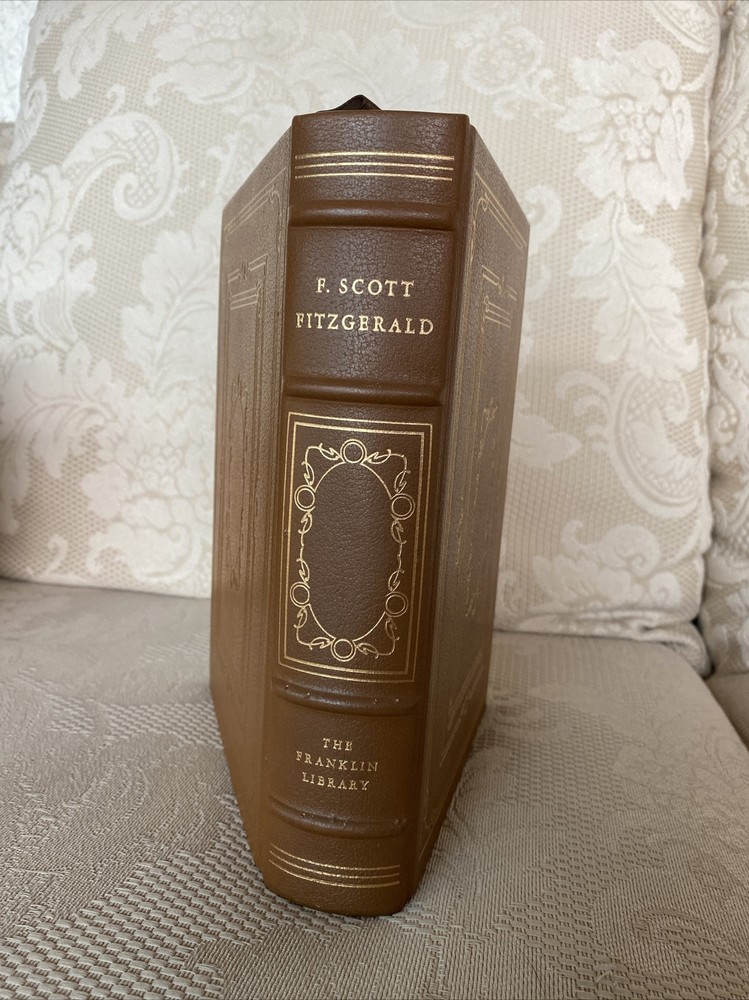 F. SCOTT
FITZGERALD
THE
FRANKLIN
LIBRARY